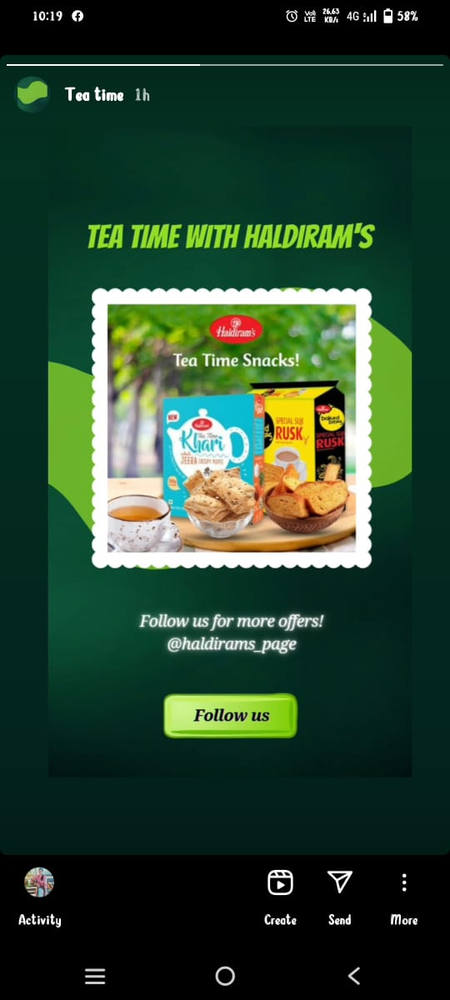 10:19
Vo))
LTE
26.63
KB/s
4G
58%
Tea time 1h
TEA TIME WITH HALDIRAM'S
Haldiram's
Tea Time Snacks!
NEW
Tea Time
Khari
JEERA CRISPY PUFFS
SPECIAL SUJI
RUSK
SPECIAL SUJI
RUSK
Follow us for more offers!
@haldirams_page
Follow us
Activity
Create
Send
More